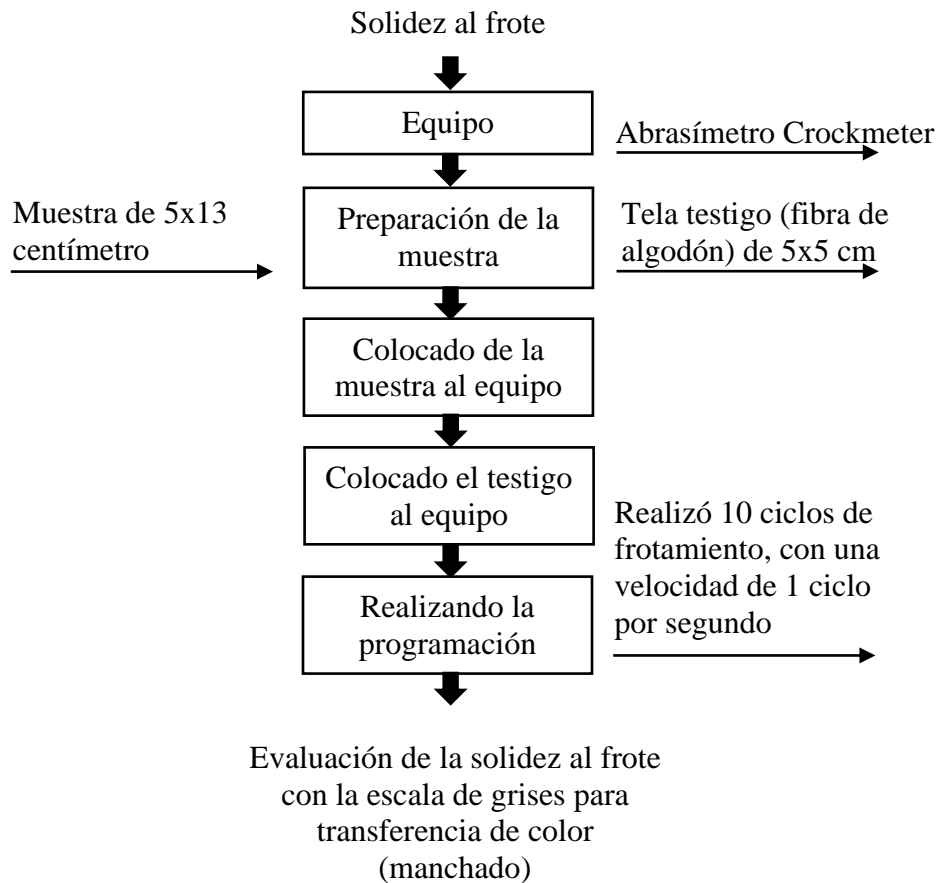 Solidez al frote
Equipo
Abrasímetro Crockmeter
Muestra de 5x13
centímetro
Preparación de la
muestra
Tela testigo (fibra de
algodón) de 5x5 cm
Colocado de la
muestra al equipo
Colocado el testigo
al equipo
Realizando la
programación
Realizó 10 ciclos de
frotamiento, con una
velocidad de 1 ciclo
por segundo
Evaluación de la solidez al frote
con la escala de grises para
transferencia de color
(manchado)